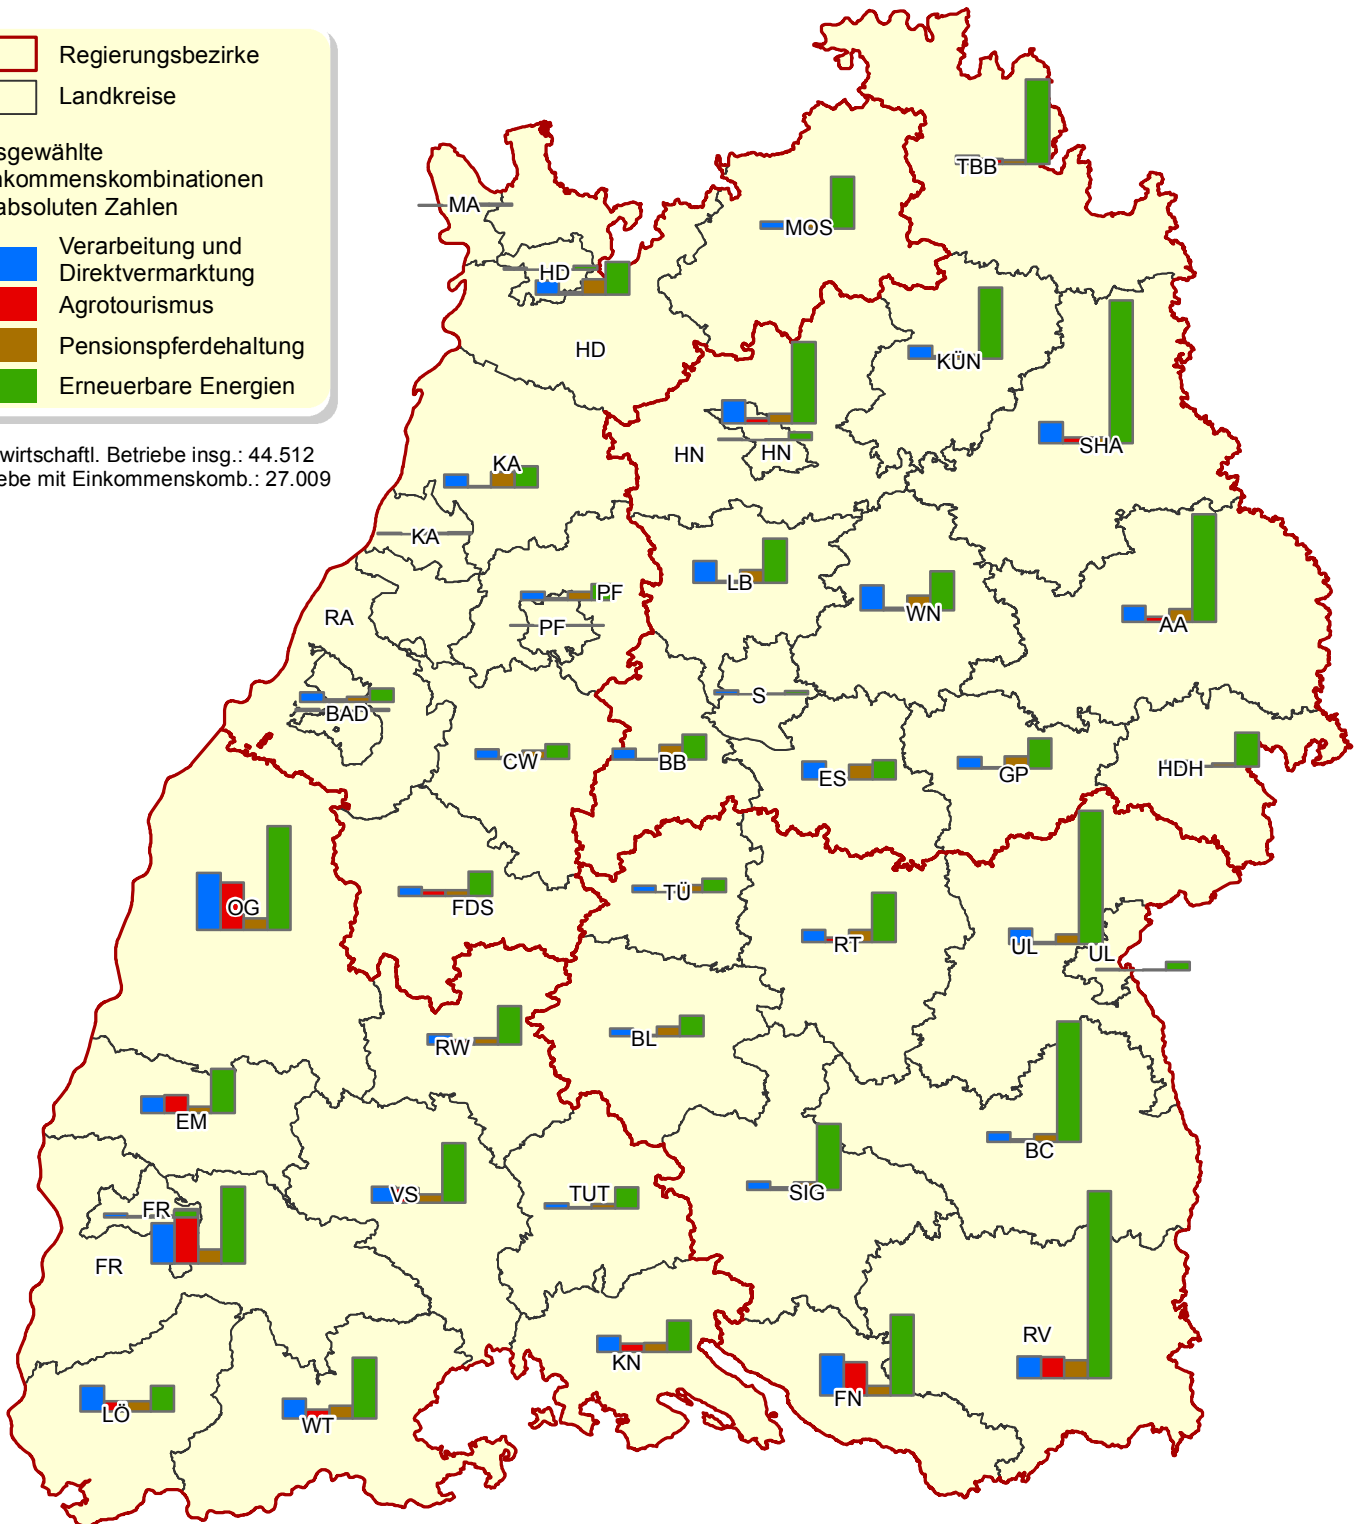 Regierungsbezirke
Landkreise
sgewählte
kommenskombinationen
absoluten Zahlen
Verarbeitung und
Direktvermarktung
Agrotourismus
Pensionspferdehaltung
Erneuerbare Energien
wirtschaftl. Betriebe insg.: 44.512
ebe mit Einkommenskomb.: 27.009
TBB
MA
MOS
HD
HD
KÜN
SHA
HN
HN
KA
KA
LB
WN
AA
PF
PF
RA
S
BAD
CW
BB
ES
GP
HDH
OG
FDS
TÜ
RT
UL
UL
RW
BL
EM
BC
VS
TUT
SIG
FR
FR
RV
KN
FN
LÖ
WT